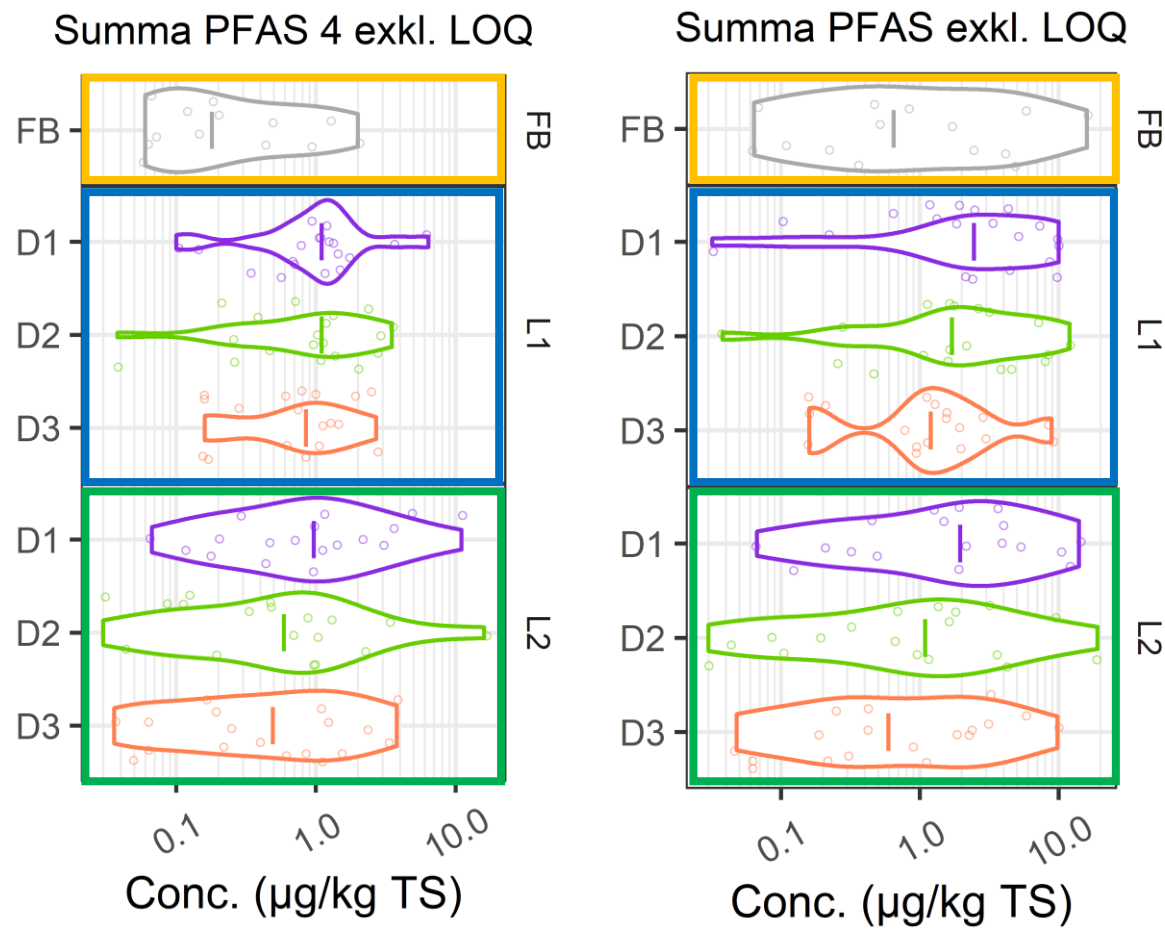 Summa PFAS 4 exkl. LOQ
FB
FB
D1
D2
D3
L1
D1
D2
D3
L2
0.1
1.0
10.0
Conc. (µg/kg TS)
Summa PFAS exkl. LOQ
FB
FB
D1
D2
D3
L1
D1
D2
D3
L2
0.1
1.0
10.0
Conc. (µg/kg TS)